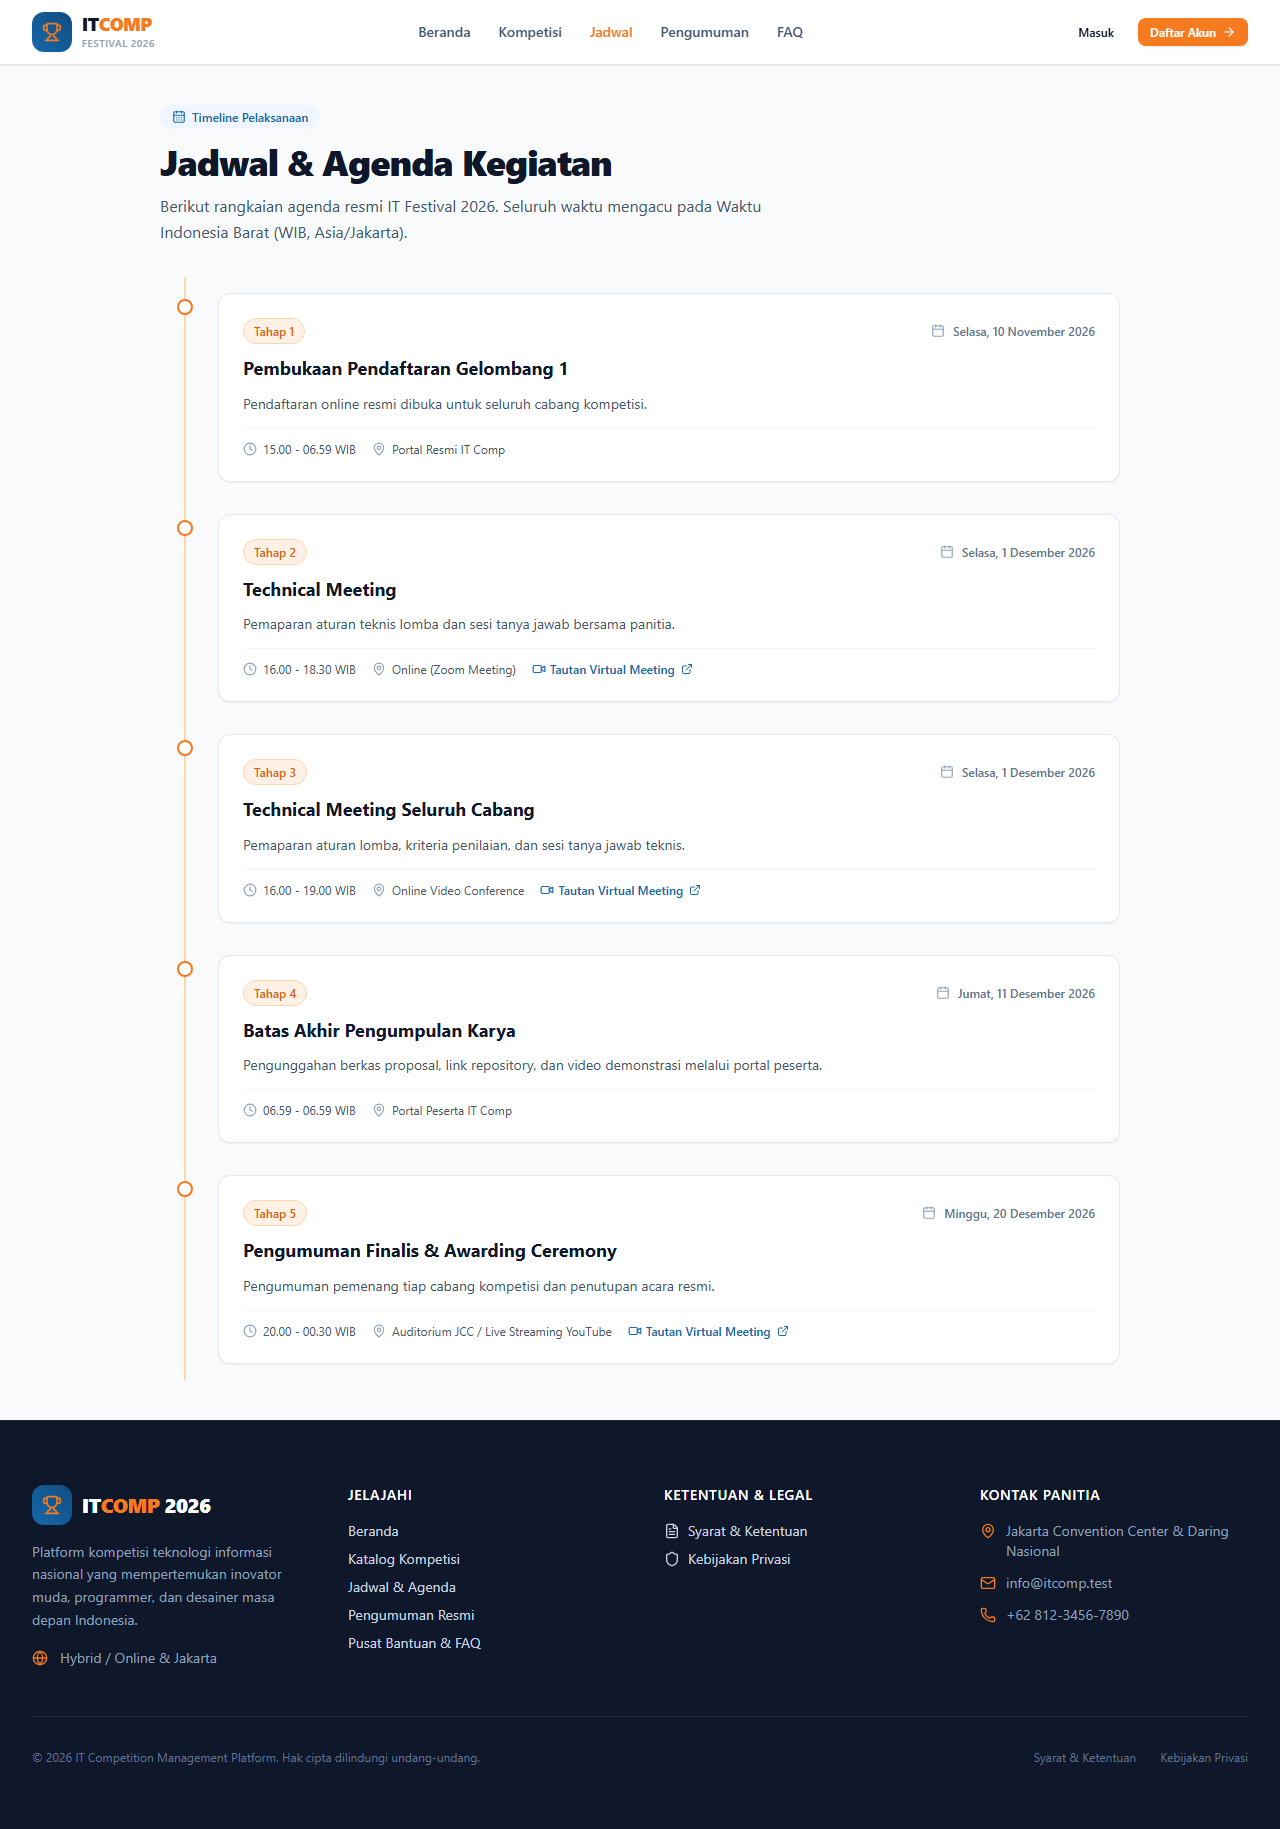 ITCOMP
FESTIVAL 2026
Beranda
Kompetisi
Jadwal
Pengumuman
FAQ
Masuk
Daftar Akun
Timeline Pelaksanaan
Jadwal & Agenda Kegiatan
Berikut rangkaian agenda resmi IT Festival 2026. Seluruh waktu mengacu pada Waktu
Indonesia Barat (WIB, Asia/Jakarta).
Tahap 1
Selasa, 10 November 2026
Pembukaan Pendaftaran Gelombang 1
Pendaftaran online resmi dibuka untuk seluruh cabang kompetisi.
15.00 - 06.59 WIB
Portal Resmi IT Comp
Tahap 2
Selasa, 1 Desember 2026
Technical Meeting
Pemaparan aturan teknis lomba dan sesi tanya jawab bersama panitia.
16.00 - 18.30 WIB
Online (Zoom Meeting)
Tautan Virtual Meeting
Tahap 3
Selasa, 1 Desember 2026
Technical Meeting Seluruh Cabang
Pemaparan aturan lomba, kriteria penilaian, dan sesi tanya jawab teknis.
16.00 - 19.00 WIB
Online Video Conference
Tautan Virtual Meeting
Tahap 4
Jumat, 11 Desember 2026
Batas Akhir Pengumpulan Karya
Pengunggahan berkas proposal, link repository, dan video demonstrasi melalui portal peserta.
06.59 - 06.59 WIB
Portal Peserta IT Comp
Tahap 5
Minggu, 20 Desember 2026
Pengumuman Finalis & Awarding Ceremony
Pengumuman pemenang tiap cabang kompetisi dan penutupan acara resmi.
20.00 - 00.30 WIB
Auditorium JCC / Live Streaming YouTube
Tautan Virtual Meeting
ITCOMP 2026
Platform kompetisi teknologi informasi
nasional yang mempertemukan inovator
muda, programmer, dan desainer masa
depan Indonesia.
Hybrid / Online & Jakarta
JELAJAHI
Beranda
Katalog Kompetisi
Jadwal & Agenda
Pengumuman Resmi
Pusat Bantuan & FAQ
KETENTUAN & LEGAL
Syarat & Ketentuan
Kebijakan Privasi
KONTAK PANITIA
Jakarta Convention Center & Daring
Nasional
info@itcomp.test
+62 812-3456-7890
© 2026 IT Competition Management Platform. Hak cipta dilindungi undang-undang.
Syarat & Ketentuan
Kebijakan Privasi